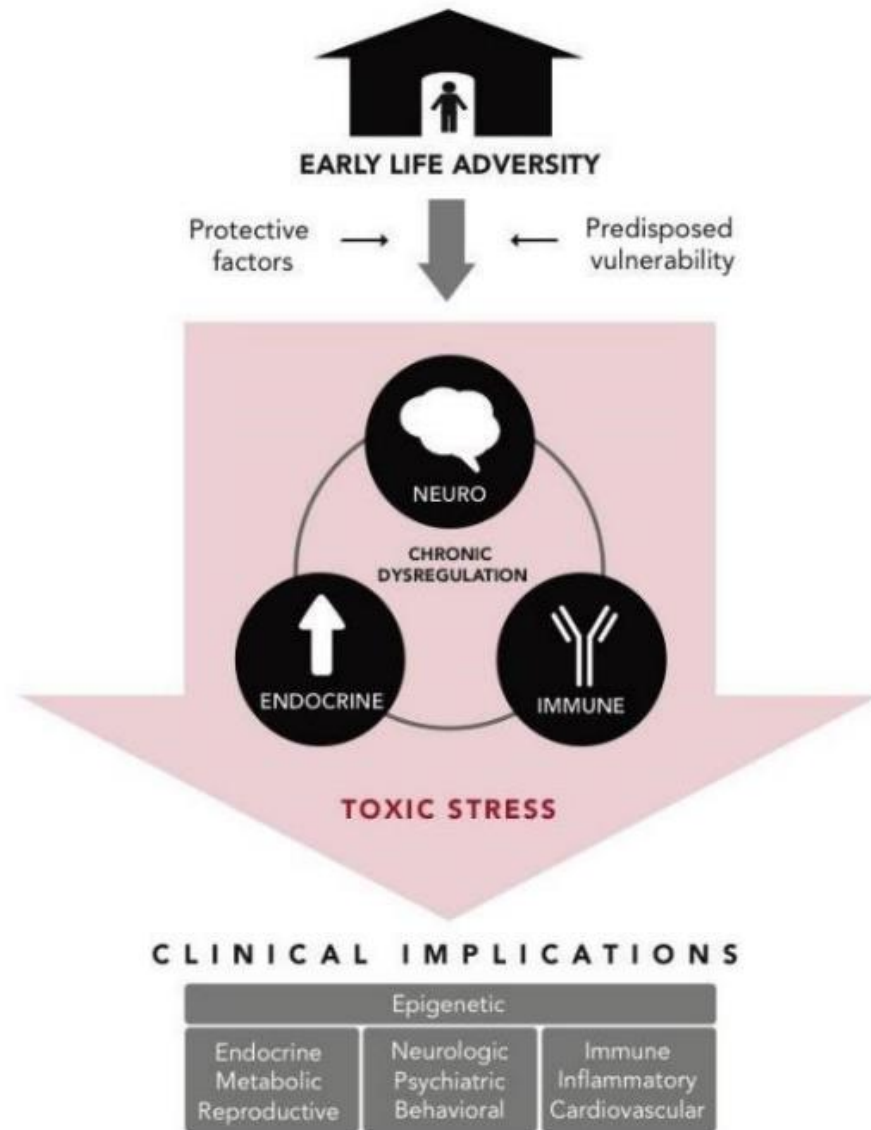 EARLY LIFE ADVERSITY
Protective
factors
Predisposed
vulnerability
NEURO
CHRONIC
DYSREGULATION
ENDOCRINE
IMMUNE
TOXIC STRESS
CLINICAL IMPLICATIONS
Epigenetic
Endocrine
Metabolic
Reproductive
Neurologic
Psychiatric
Behavioral
Immune
Inflammatory
Cardiovascular